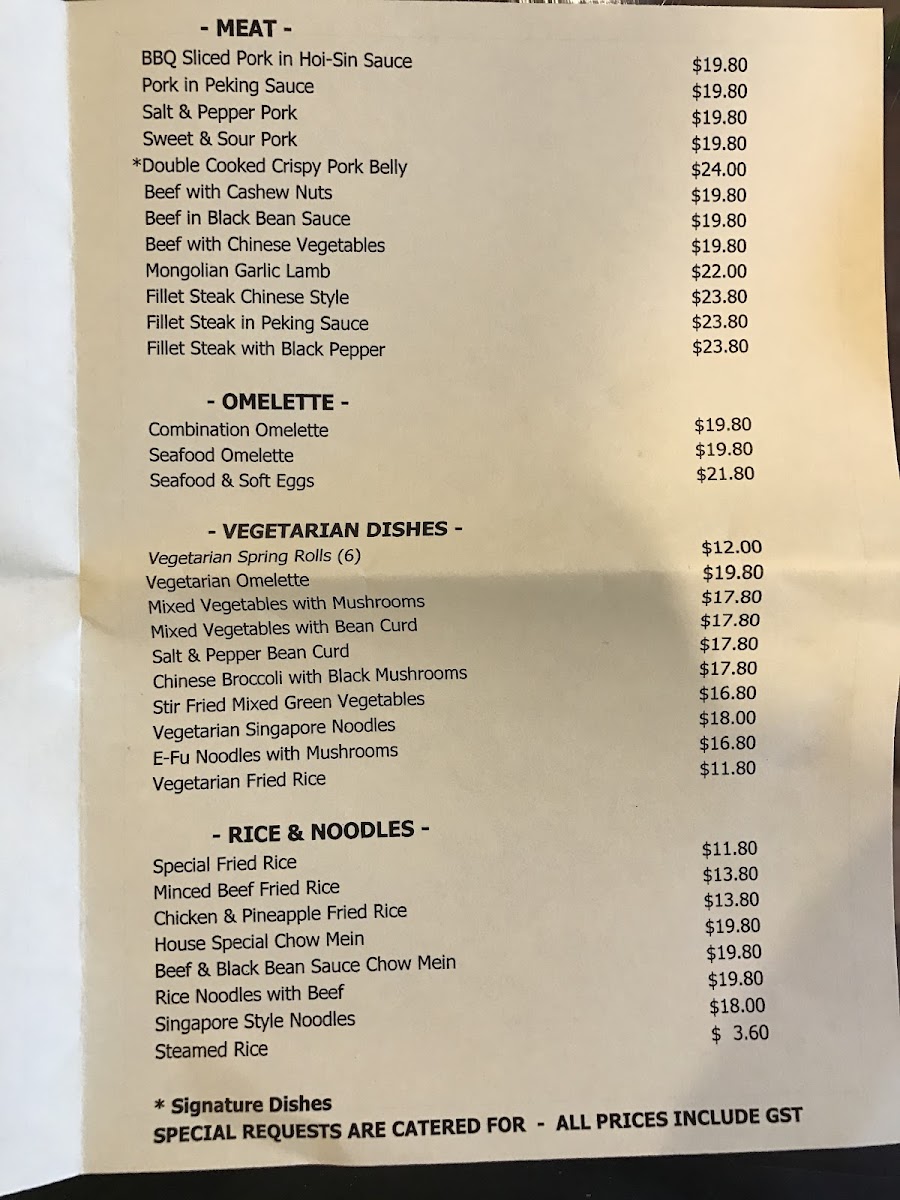 - MEAT -
BBQ Sliced Pork in Hoi-Sin Sauce $19.80
Pork in Peking Sauce $19.80
Salt & Pepper Pork $19.80
Sweet & Sour Pork $19.80
*Double Cooked Crispy Pork Belly $24.00
Beef with Cashew Nuts $19.80
Beef in Black Bean Sauce $19.80
Beef with Chinese Vegetables $19.80
Mongolian Garlic Lamb $22.00
Fillet Steak Chinese Style $23.80
Fillet Steak in Peking Sauce $23.80
Fillet Steak with Black Pepper $23.80
- OMELETTE -
Combination Omelette $19.80
Seafood Omelette $19.80
Seafood & Soft Eggs $21.80
- VEGETARIAN DISHES -
Vegetarian Spring Rolls (6) $12.00
Vegetarian Omelette $19.80
Mixed Vegetables with Mushrooms $17.80
Mixed Vegetables with Bean Curd $17.80
Salt & Pepper Bean Curd $17.80
Chinese Broccoli with Black Mushrooms $17.80
Stir Fried Mixed Green Vegetables $16.80
Vegetarian Singapore Noodles $18.00
E-Fu Noodles with Mushrooms $16.80
Vegetarian Fried Rice $11.80
- RICE & NOODLES -
Special Fried Rice $11.80
Minced Beef Fried Rice $13.80
Chicken & Pineapple Fried Rice $13.80
House Special Chow Mein $19.80
Beef & Black Bean Sauce Chow Mein $19.80
Rice Noodles with Beef $19.80
Singapore Style Noodles $18.00
Steamed Rice $ 3.60
* Signature Dishes
SPECIAL REQUESTS ARE CATERED FOR - ALL PRICES INCLUDE GST